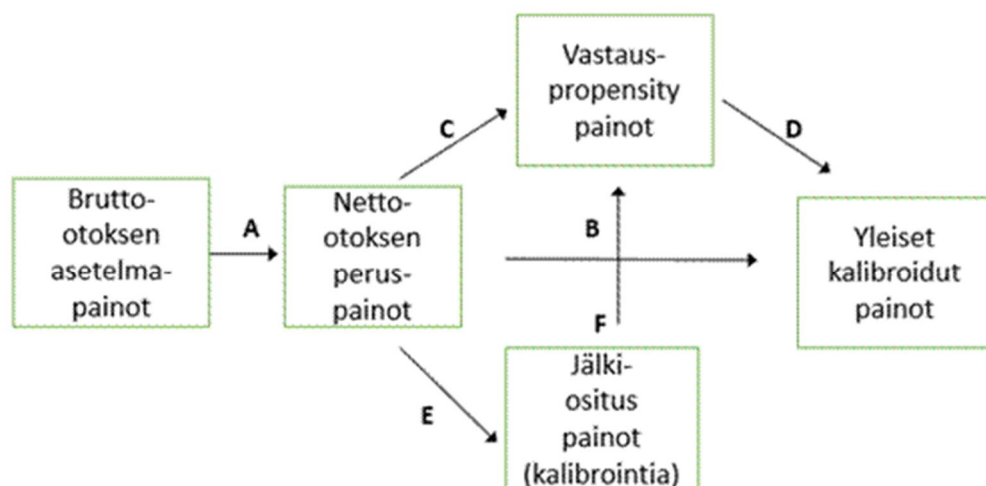 Brutto-
otoksen
asetelma-
painot
A
Netto-
otoksen
perus-
painot
C
Vastaus-
propensity
painot
D
B
F
E
Jälki-
ositus
painot
(kalibrointia)
Yleiset
kalibroidut
painot